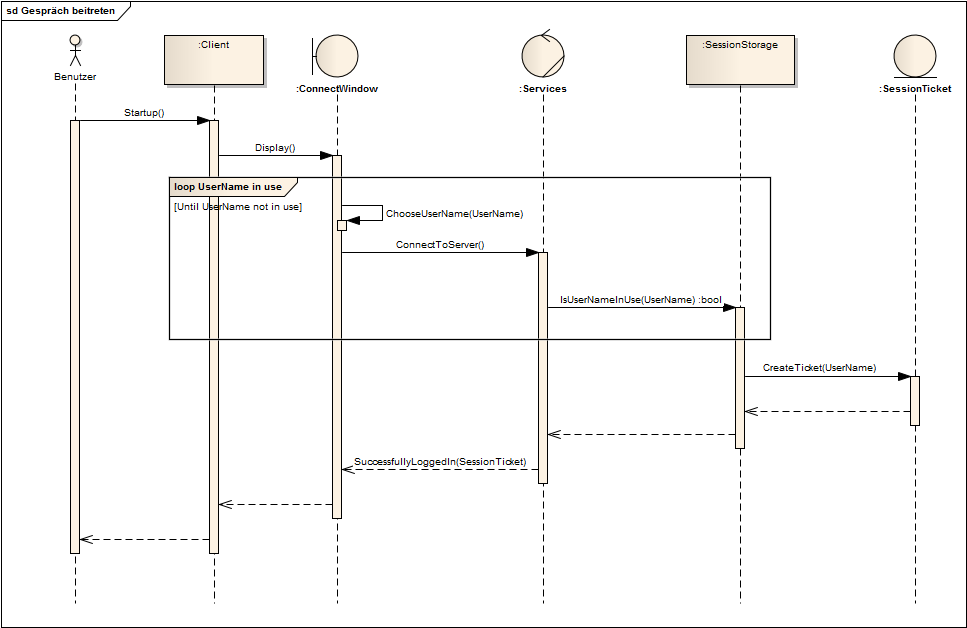 sd Gespräch beitreten
Benutzer
:Client
:ConnectWindow
:Services
:SessionStorage
:SessionTicket
Startup()
Display()
loop UserName in use
[Until UserName not in use]
ChooseUserName(UserName)
ConnectToServer()
IsUserNameInUse(UserName) :bool
CreateTicket(UserName)
SuccessfullyLoggedIn(SessionTicket)